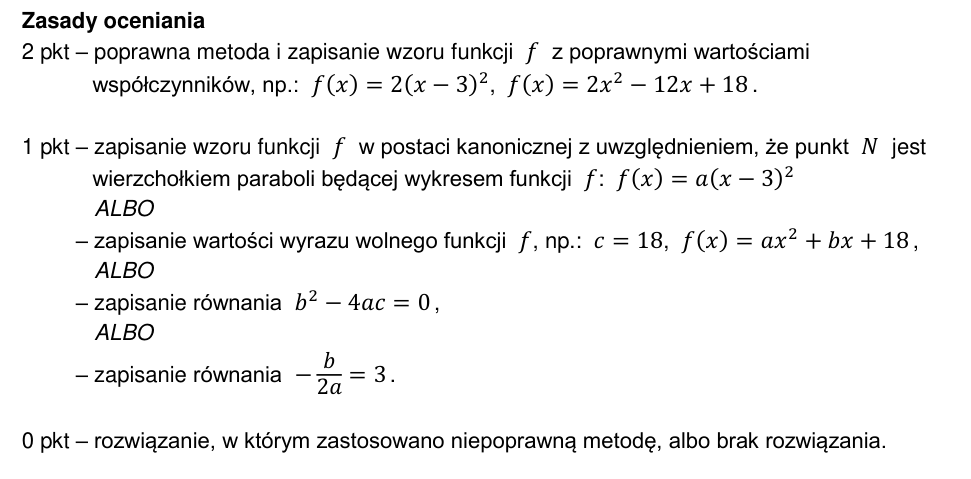 Zasady oceniania
2 pkt – poprawna metoda i zapisanie wzoru funkcji f z poprawnymi wartościami
współczynników, np.: f(x) = 2(x − 3)², f(x) = 2x² − 12x + 18.
1 pkt – zapisanie wzoru funkcji f w postaci kanonicznej z uwzględnieniem, że punkt N jest
wierzchołkiem paraboli będącej wykresem funkcji f: f(x) = a(x − 3)²
ALBO
– zapisanie wartości wyrazu wolnego funkcji f, np.: c = 18, f(x) = ax² + bx + 18,
ALBO
– zapisanie równania b² − 4ac = 0,
ALBO
– zapisanie równania −b/2a = 3.
0 pkt – rozwiązanie, w którym zastosowano niepoprawną metodę, albo brak rozwiązania.